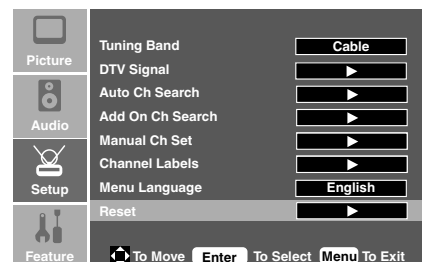 Picture
Audio
Setup
Feature
Tuning Band Cable
DTV Signal
Auto Ch Search
Add On Ch Search
Manual Ch Set
Channel Labels
Menu Language English
Reset
To Move Enter To Select Menu To Exit